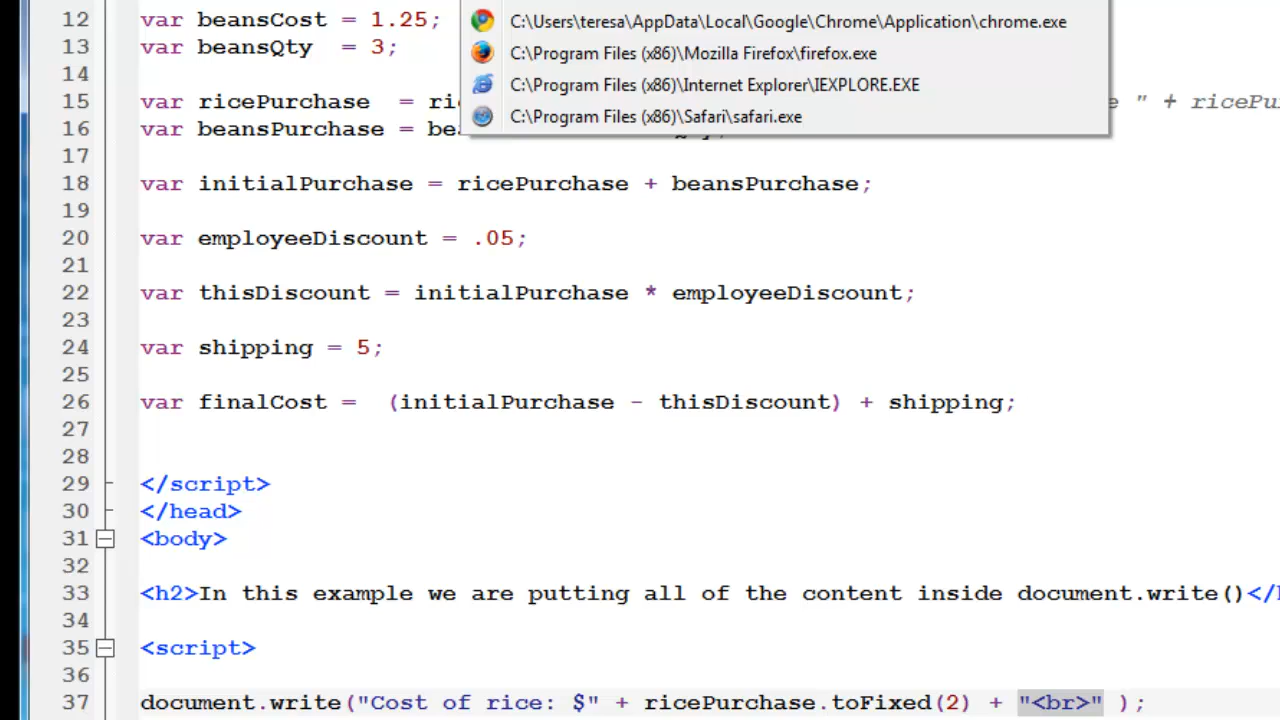 12 var beansCost = 1.25;
C:\Users\teresa\AppData\Local\Google\Chrome\Application\chrome.exe
13 var beansQty = 3;
C:\Program Files (x86)\Mozilla Firefox\firefox.exe
14
C:\Program Files (x86)\Internet Explorer\IEXPLORE.EXE
15 var ricePurchase = ri e " + ricePu
C:\Program Files (x86)\Safari\safari.exe
16 var beansPurchase = be
17
18 var initialPurchase = ricePurchase + beansPurchase;
19
20 var employeeDiscount = .05;
21
22 var thisDiscount = initialPurchase * employeeDiscount;
23
24 var shipping = 5;
25
26 var finalCost = (initialPurchase - thisDiscount) + shipping;
27
28
29 </script>
30 </head>
31 <body>
32
33 <h2>In this example we are putting all of the content inside document.write()</
34
35 <script>
36
37 document.write("Cost of rice: $" + ricePurchase.toFixed(2) + "<br>" );